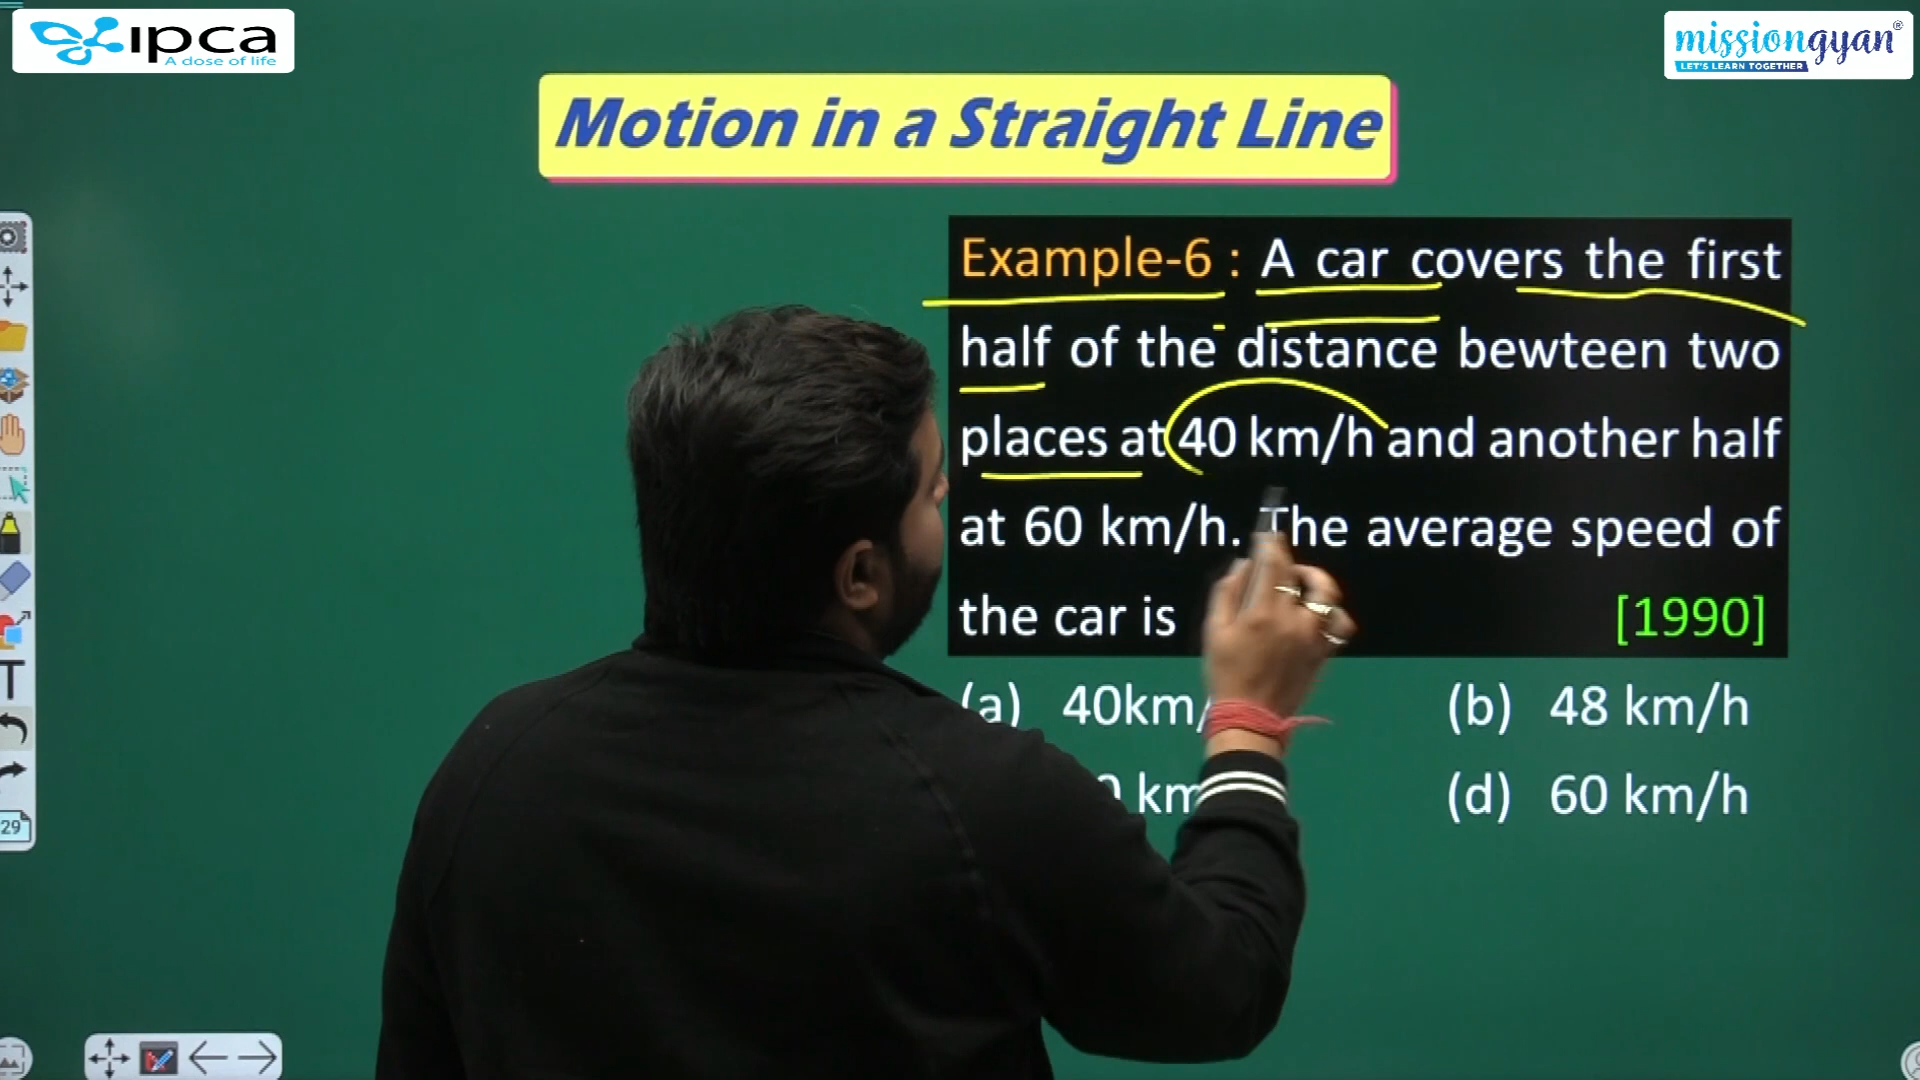 ipca
A dose of life
missiongyan®
LET'S LEARN TOGETHER
Motion in a Straight Line
Example-6 : A car covers the first
half of the distance bewteen two
places at 40 km/h and another half
at 60 km/h. The average speed of
the car is [1990]
(a) 40km/ (b) 48 km/h
km (d) 60 km/h
T
29